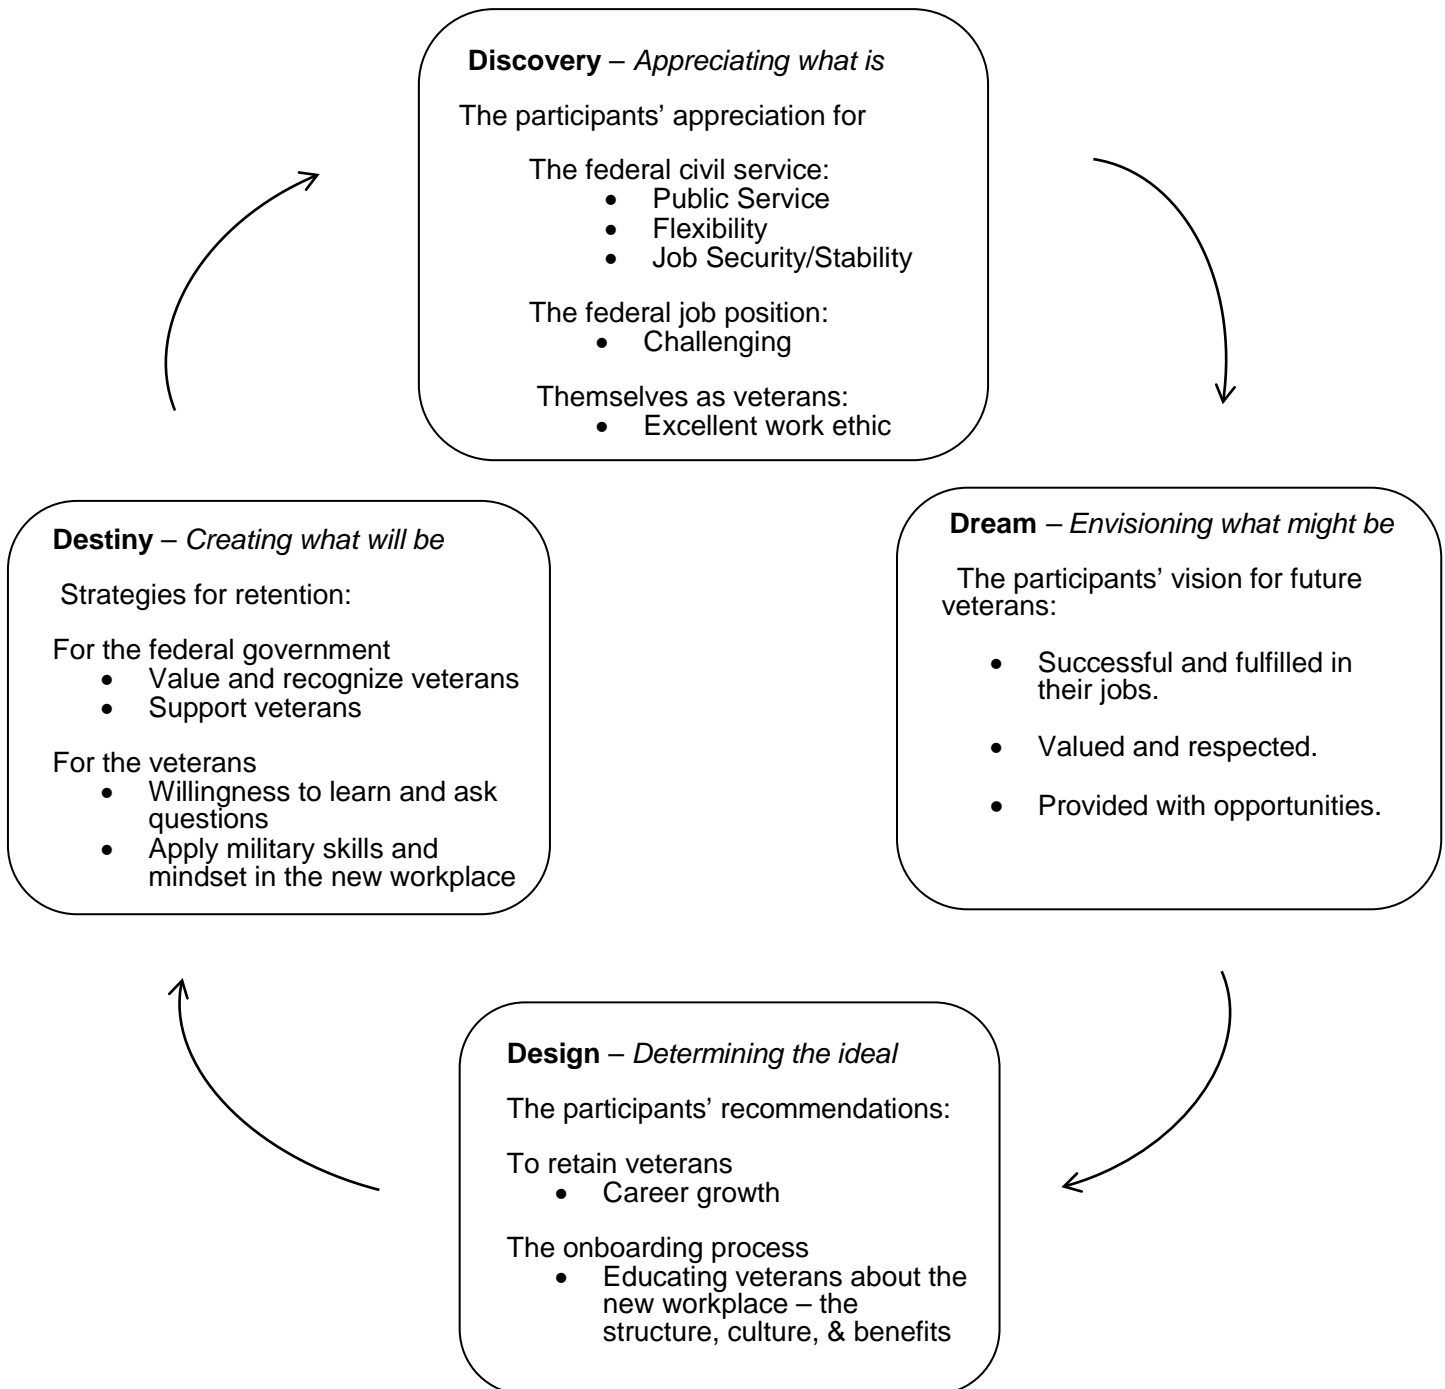 Discovery – Appreciating what is
The participants’ appreciation for
The federal civil service:
• Public Service
• Flexibility
• Job Security/Stability
The federal job position:
• Challenging
Themselves as veterans:
• Excellent work ethic
Dream – Envisioning what might be
The participants’ vision for future
veterans:
• Successful and fulfilled in
their jobs.
• Valued and respected.
• Provided with opportunities.
Design – Determining the ideal
The participants’ recommendations:
To retain veterans
• Career growth
The onboarding process
• Educating veterans about the
new workplace – the
structure, culture, & benefits
Destiny – Creating what will be
Strategies for retention:
For the federal government
• Value and recognize veterans
• Support veterans
For the veterans
• Willingness to learn and ask
questions
• Apply military skills and
mindset in the new workplace